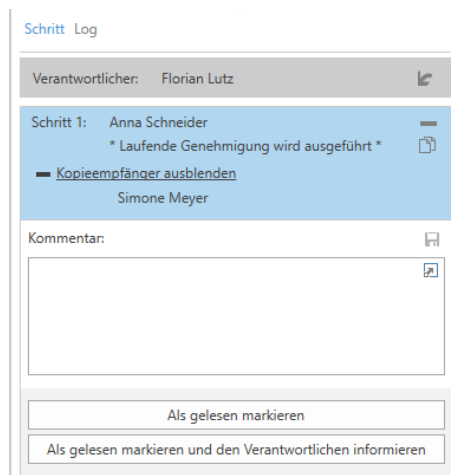 Schritt Log
Verantwortlicher: Florian Lutz
Schritt 1: Anna Schneider
* Laufende Genehmigung wird ausgeführt *
Kopieempfänger ausblenden
Simone Meyer
Kommentar:
Als gelesen markieren
Als gelesen markieren und den Verantwortlichen informieren